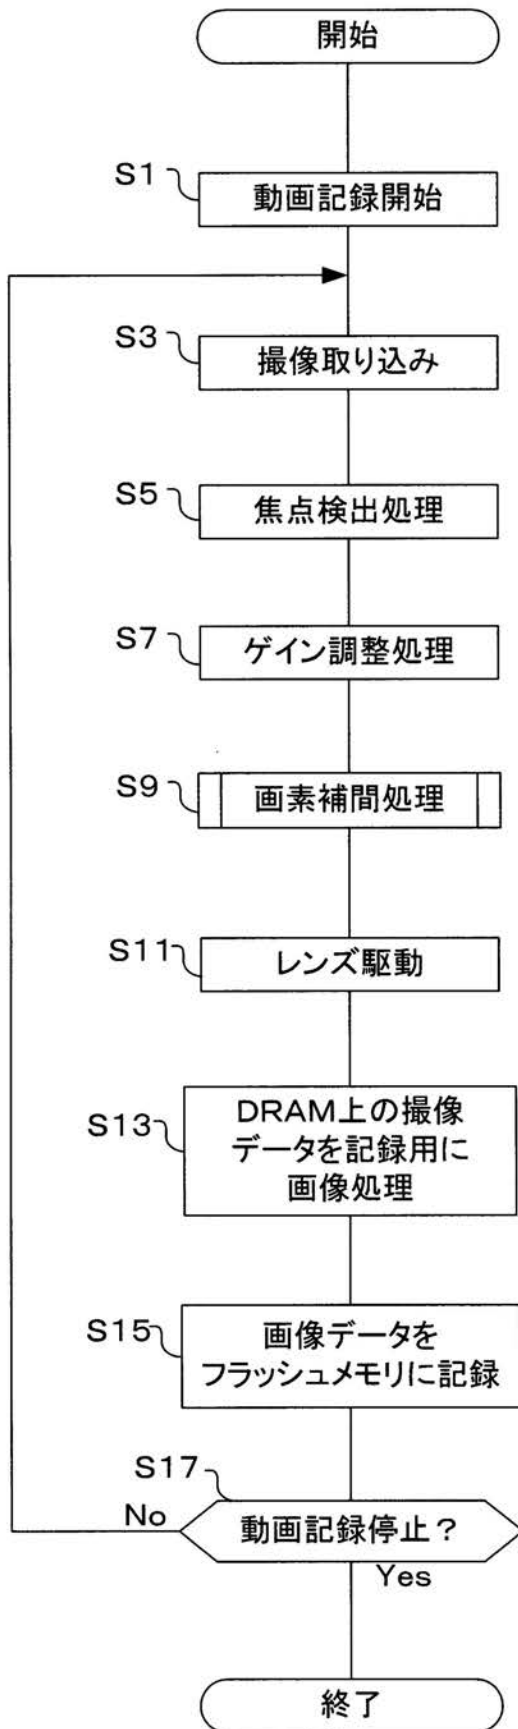 開始
S1
動画記録開始
S3
撮像取り込み
S5
焦点検出処理
S7
ゲイン調整処理
S9
画素補間処理
S11
レンズ駆動
S13
DRAM上の撮像
データを記録用に
画像処理
S15
画像データを
フラッシュメモリに記録
S17
No
動画記録停止？
Yes
終了